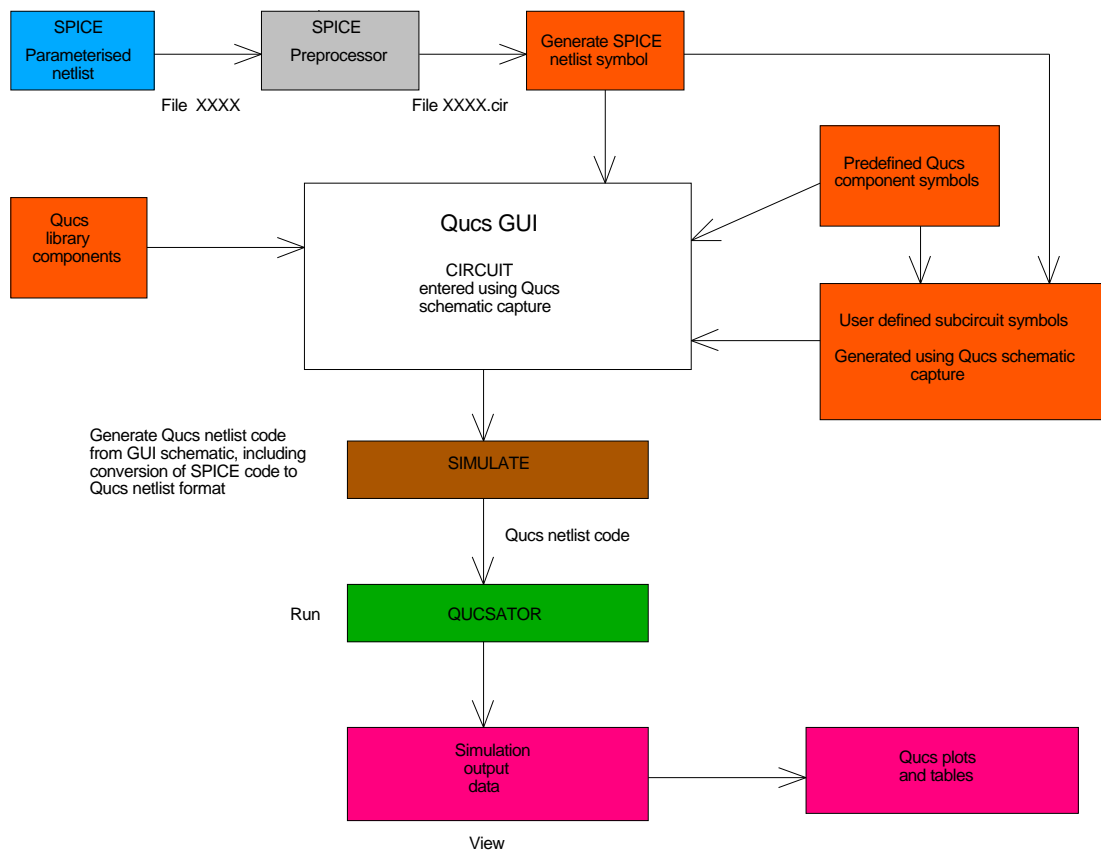 SPICE
Parameterised
netlist
SPICE
Preprocessor
Generate SPICE
netlist symbol
File XXXX
File XXXX.cir
Predefined Qucs
component symbols
Qucs
library
components
Qucs GUI
CIRCUIT
entered using Qucs
schematic capture
User defined subcircuit symbols
Generated using Qucs schematic
capture
Generate Qucs netlist code
from GUI schematic, including
conversion of SPICE code to
Qucs netlist format
SIMULATE
Qucs netlist code
Run
QUCSATOR
Simulation
output
data
Qucs plots
and tables
View